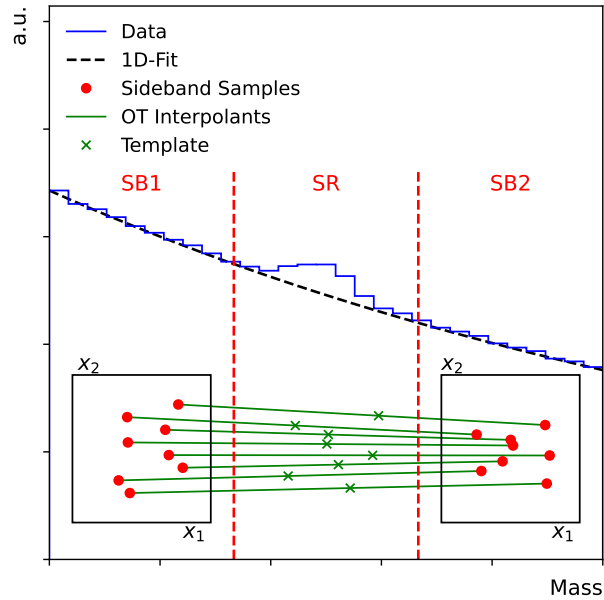 a.u.
Data
1D-Fit
Sideband Samples
OT Interpolants
Template
SB1 SR SB2
x₂ x₂
x₁ x₁
Mass